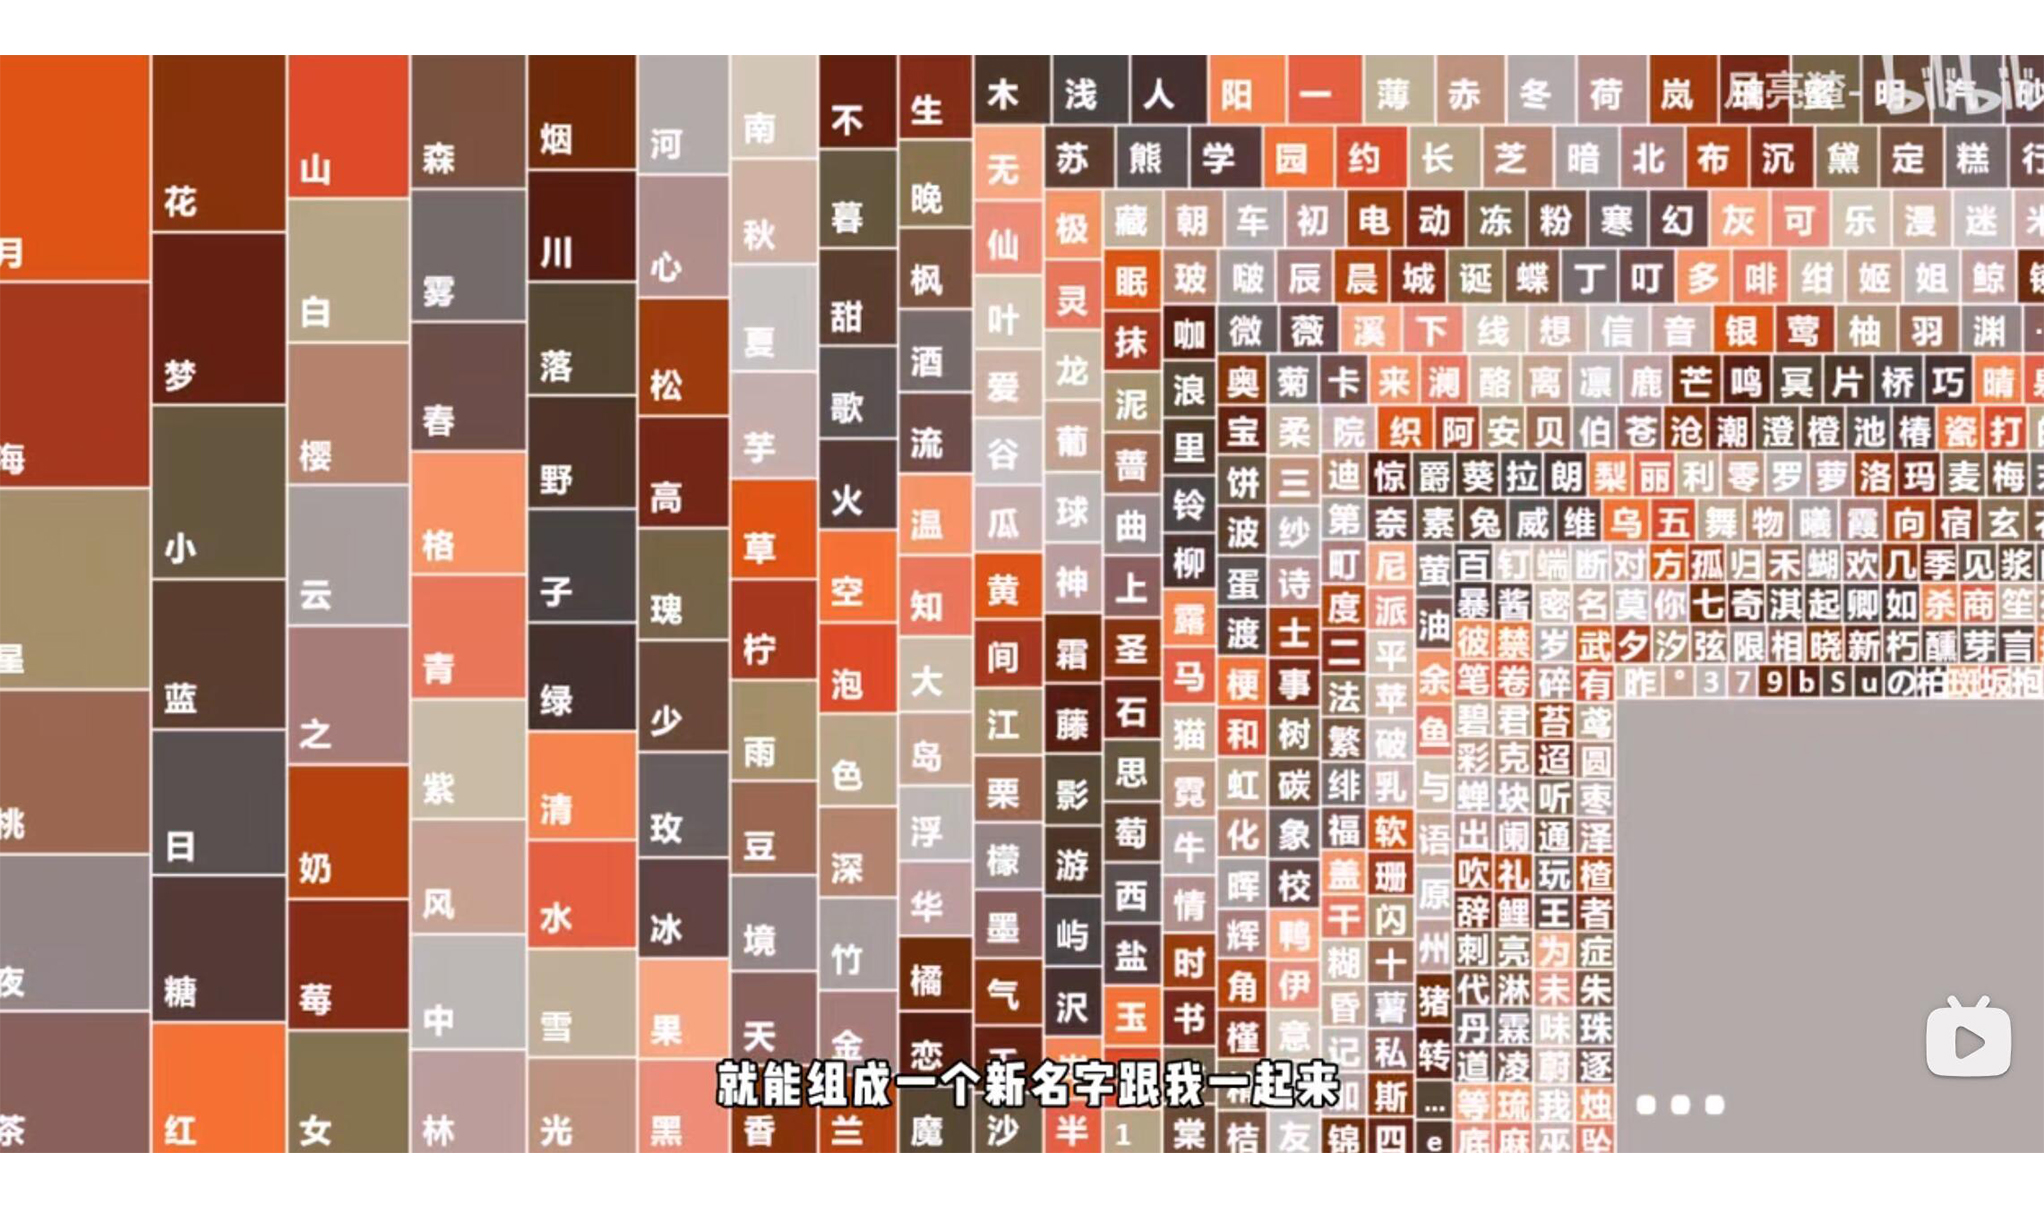 月
海
星
桃
夜
茶
花
梦
小
蓝
日
糖
红
山
白
樱
云
之
奶
莓
女
森
雾
春
格
青
紫
风
中
林
烟
川
落
野
子
绿
清
水
雪
光
河
心
松
高
瑰
少
玫
冰
果
黑
南
秋
夏
芋
草
柠
雨
豆
境
天
香
不
暮
甜
歌
火
空
泡
色
深
竹
金
兰
生
晚
枫
酒
流
温
知
大
岛
浮
华
橘
恋
魔
木 浅 人 阳 一 薄 赤 冬 荷 岚 璃 蜜 明 汽 砂
月亮猹- bilibili
无 苏 熊 学 园 约 长 芝 暗 北 布 沉 黛 定 糕 行
仙
叶
爱
谷
瓜
黄
间
江
栗
檬
墨
气
沙
极 藏 朝 车 初 电 动 冻 粉 寒 幻 灰 可 乐 漫 迷 米
灵
龙
葡
球
神
霜
藤
影
游
屿
沢
半
眠 玻 啵 辰 晨 城 诞 蝶 丁 叮 多 啡 绀 姬 姐 鲸
抹
泥
蔷
曲
上
圣
石
思
萄
西
盐
玉
1
咖 微 薇 溪 下 线 想 信 音 银 莺 柚 羽 渊
浪
里
铃
柳
露
马
猫
霓
牛
情
时
书
棠
奥 菊 卡 来 澜 酪 离 凛 鹿 芒 鸣 冥 片 桥 巧 晴
宝 柔 院 织 阿 安 贝 伯 苍 沧 潮 澄 橙 池 椿 瓷 打
饼 三 迪 惊 爵 葵 拉 朗 梨 丽 利 零 罗 萝 洛 玛 麦 梅
波 纱 第 奈 素 兔 威 维 乌 五 舞 物 曦 霞 向 宿 玄
蛋 诗 町 尼 萤 百 钉 端 断 对 方 孤 归 禾 蝴 欢 几 季 见 浆
渡 士 度 派 油 暴 酱 密 名 莫 你 七 奇 淇 起 卿 如 杀 商 笙
梗 事 二 平 余 彼 禁 岁 武 夕 汐 弦 限 相 晓 新 朽 醺 芽 言
和 树 法 苹 鱼 笔 卷 碎 有 昨 ° 3 7 9 b S u の 柏 斑 坂 抱
虹 碳 繁 破 与 碧 君 苔 鸢
化 象 绯 乳 语 彩 克 迢 圆
晖 校 福 软 原 蝉 块 听 枣
辉 鸭 盖 珊 州 出 阑 通 泽
角 伊 干 闪 猪 吹 礼 玩 楂
槿 意 糊 十 转 辞 鲤 王 者
桔 友 昏 薯 … 刺 亮 为 症
记 私 e 代 淋 未 朱
加 斯 丹 霖 味 珠
锦 四 道 凌 蔚 逐
等 琉 我 烛
底 麻 巫 坠
就能组成一个新名字跟我一起来